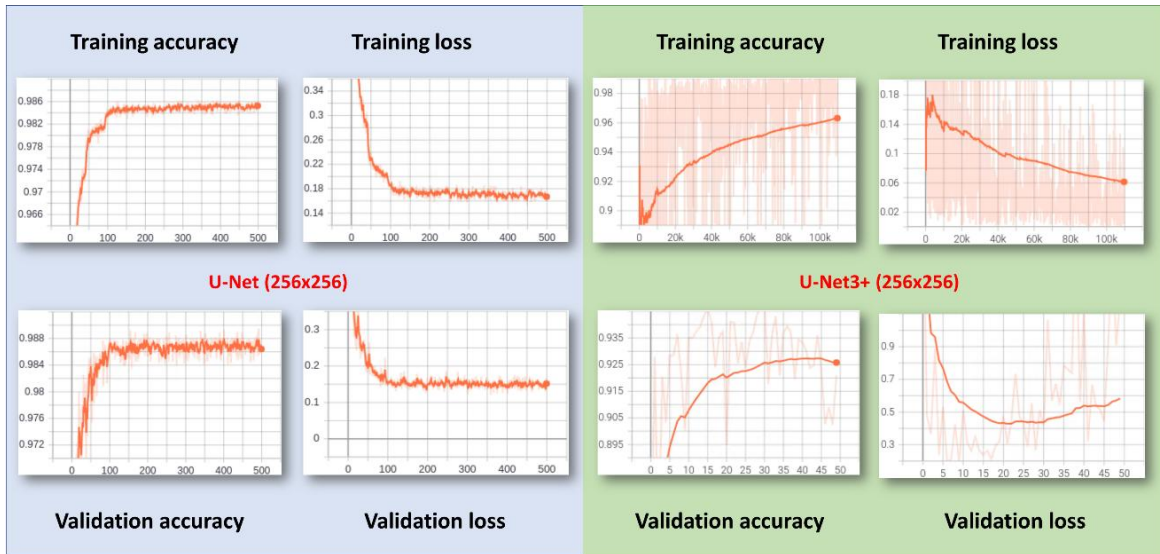 Training accuracy
Training loss
Training accuracy
Training loss
0.986
0.982
0.978
0.974
0.97
0.966
0 100 200 300 400 500
0.34
0.3
0.26
0.22
0.18
0.14
0 100 200 300 400 500
0.98
0.96
0.94
0.92
0.9
0 20k 40k 60k 80k 100k
0.18
0.14
0.1
0.06
0.02
0 20k 40k 60k 80k 100k
U-Net (256x256)
U-Net3+ (256x256)
0.988
0.984
0.98
0.976
0.972
0 100 200 300 400 500
0.3
0.2
0.1
0
0 100 200 300 400 500
0.935
0.925
0.915
0.905
0.895
0 5 10 15 20 25 30 35 40 45 50
0.9
0.7
0.5
0.3
0 5 10 15 20 25 30 35 40 45 50
Validation accuracy
Validation loss
Validation accuracy
Validation loss